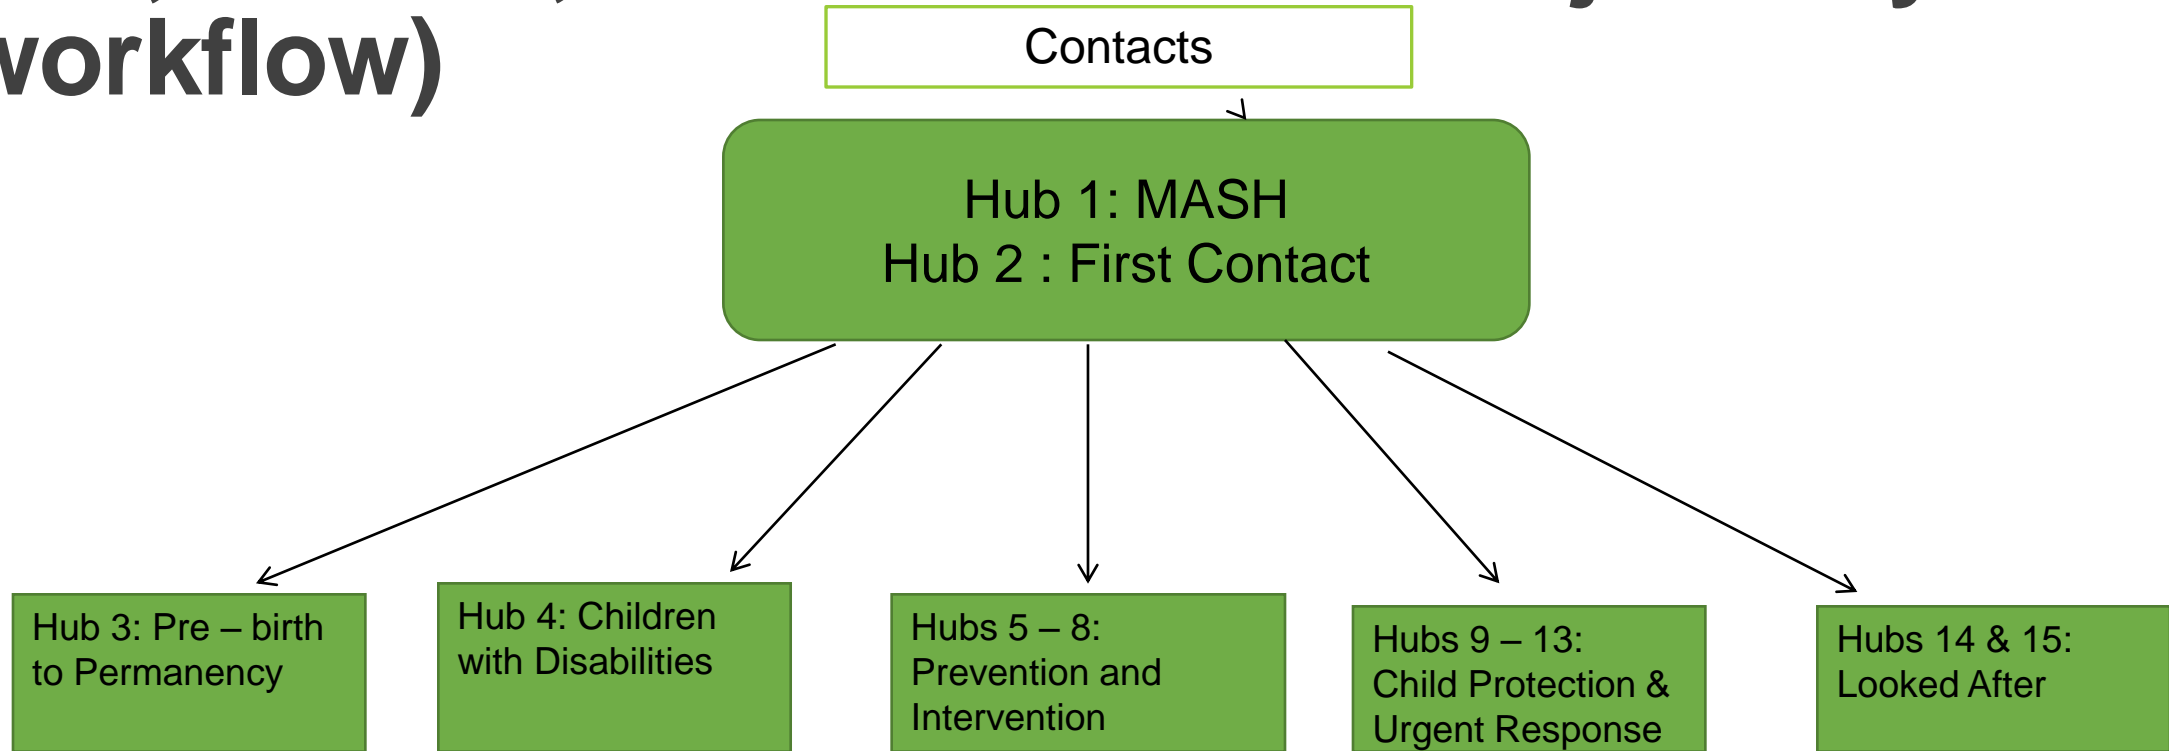 workflow)
Contacts
Hub 1: MASH
Hub 2 : First Contact
Hub 3: Pre – birth
to Permanency
Hub 4: Children
with Disabilities
Hubs 5 – 8:
Prevention and
Intervention
Hubs 9 – 13:
Child Protection &
Urgent Response
Hubs 14 & 15:
Looked After